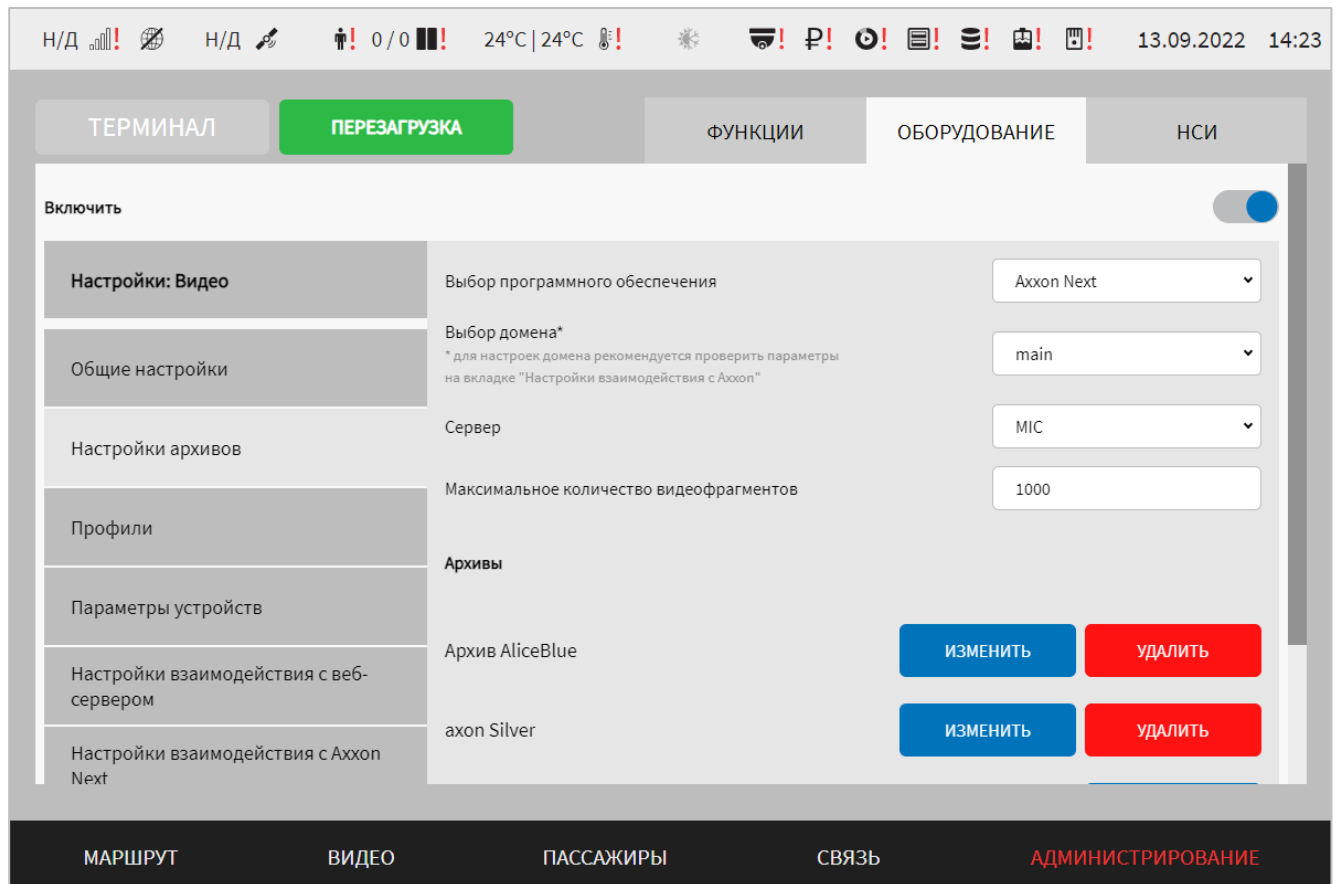 Н/Д ! Н/Д ! 0 / 0 ! 24°C | 24°C ! ! ₽! ! ! ! ! ! 13.09.2022 14:23
ТЕРМИНАЛ ПЕРЕЗАГРУЗКА ФУНКЦИИ ОБОРУДОВАНИЕ НСИ
Включить
Настройки: Видео
Общие настройки
Настройки архивов
Профили
Параметры устройств
Настройки взаимодействия с веб-
сервером
Настройки взаимодействия с Axxon
Next
Выбор программного обеспечения Axxon Next
Выбор домена*
* для настроек домена рекомендуется проверить параметры
на вкладке "Настройки взаимодействия с Axxon"
main
Сервер MIC
Максимальное количество видеофрагментов 1000
Архивы
Архив AliceBlue ИЗМЕНИТЬ УДАЛИТЬ
axon Silver ИЗМЕНИТЬ УДАЛИТЬ
МАРШРУТ ВИДЕО ПАССАЖИРЫ СВЯЗЬ АДМИНИСТРИРОВАНИЕ